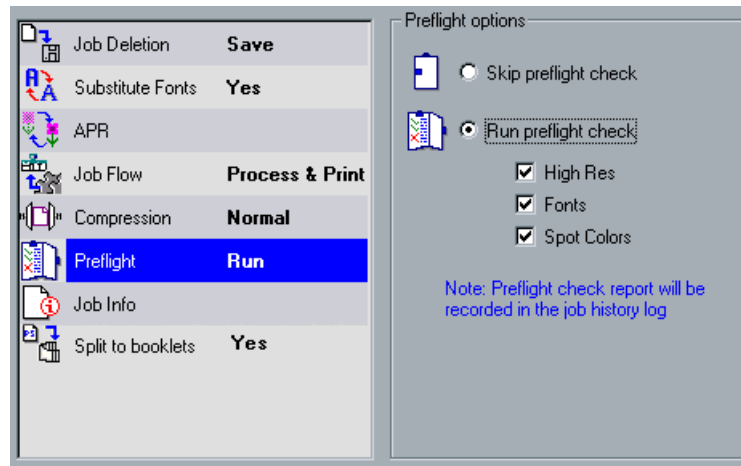 Job Deletion Save
Substitute Fonts Yes
APR
Job Flow Process & Print
Compression Normal
Preflight Run
Job Info
PS
Split to booklets Yes
Preflight options
Skip preflight check
Run preflight check
High Res
Fonts
Spot Colors
Note: Preflight check report will be
recorded in the job history log